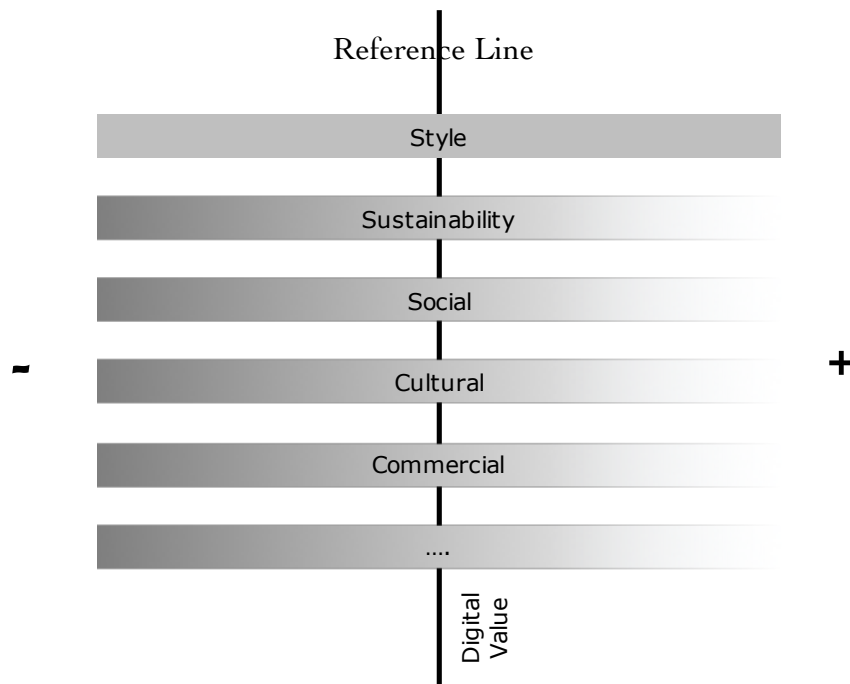 Reference Line
Style
Sustainability
Social
Cultural
~ +
Commercial
....
Digital
Value